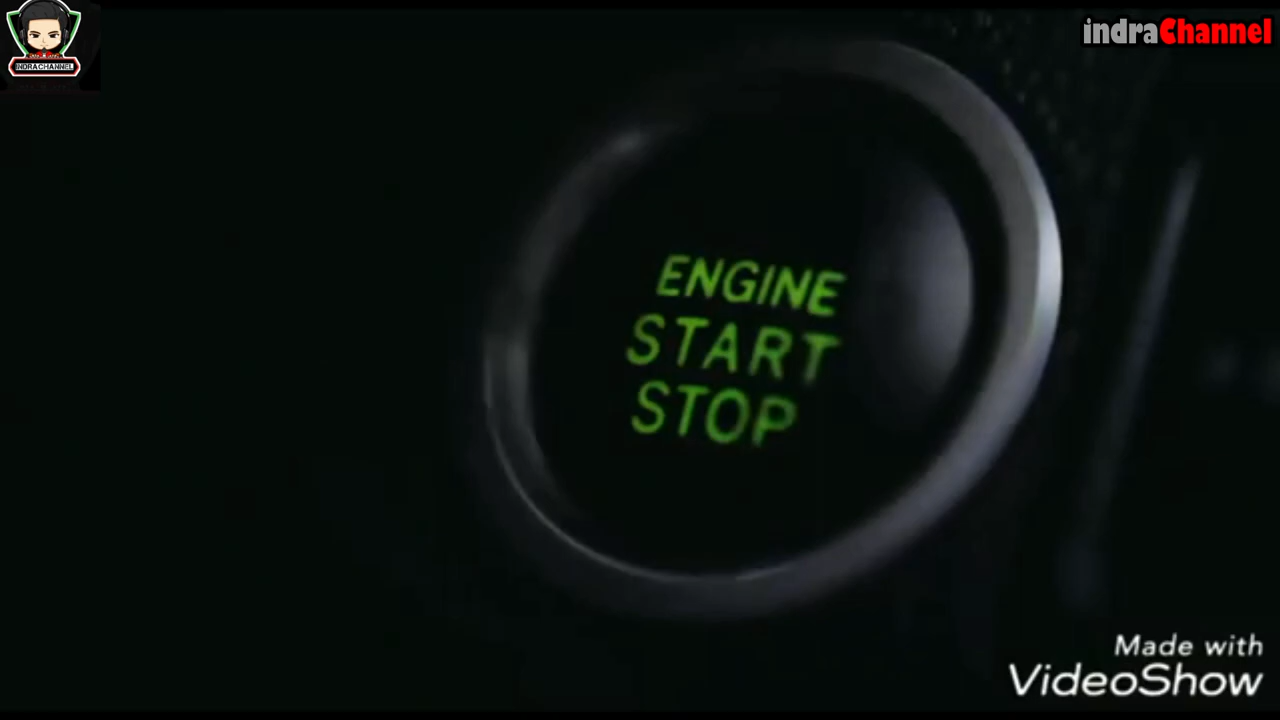 indraChannel
INDRACHANNEL
ENGINE
START
STOP
Made with
VideoShow